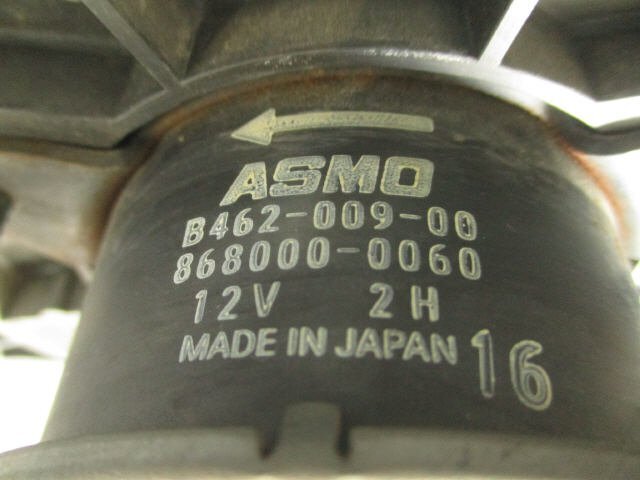 ASMO
B462-009-00
868000-0060
12V 2H
MADE IN JAPAN 16